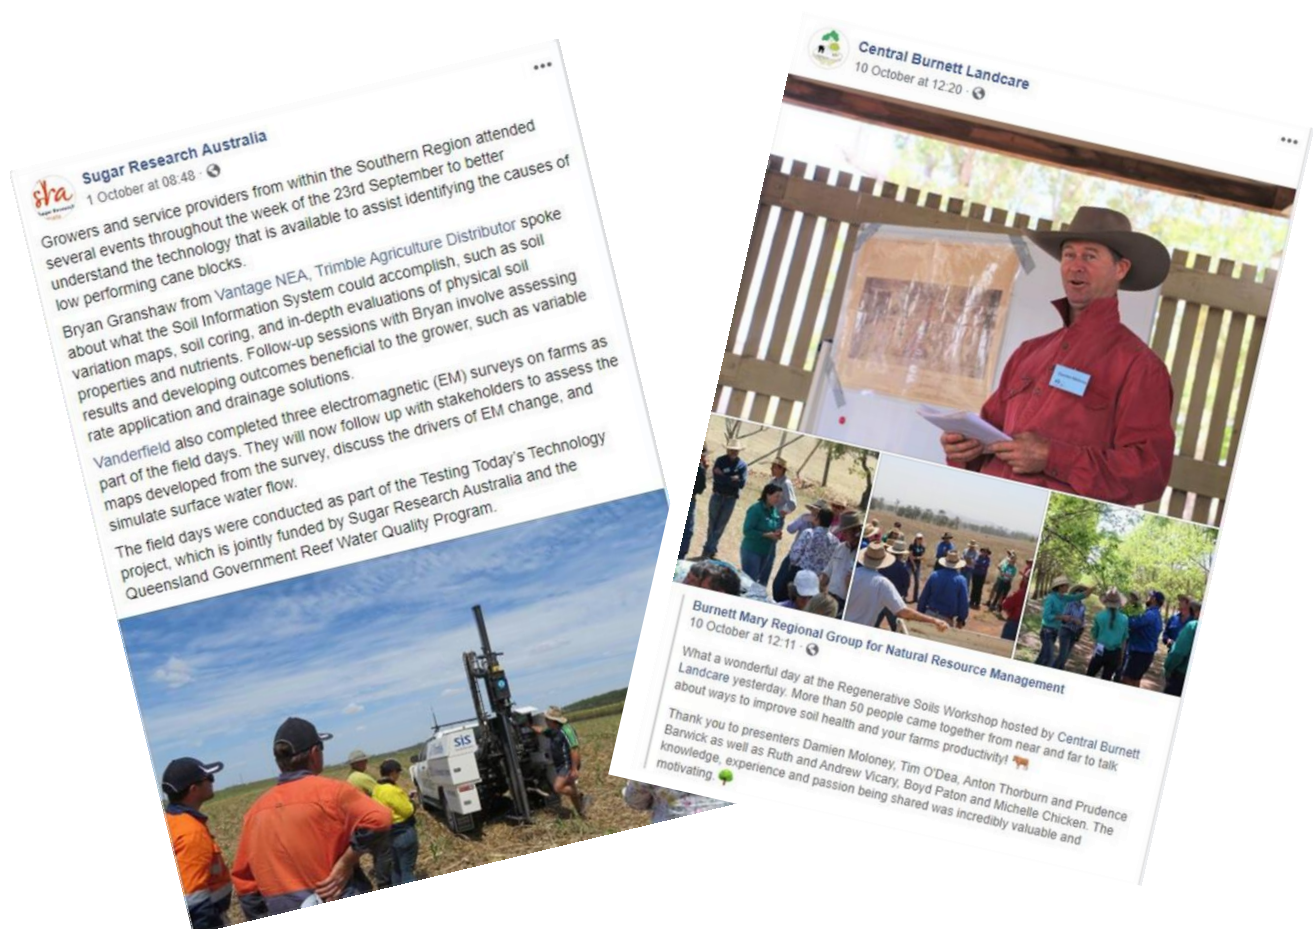 Sugar Research Australia
1 October at 08:48 ·
sra
Sugar Research
Growers and service providers from within the Southern Region attended
several events throughout the week of the 23rd September to better
understand the technology that is available to assist identifying the causes of
low performing cane blocks.
Bryan Granshaw from Vantage NEA, Trimble Agriculture Distributor spoke
about what the Soil Information System could accomplish, such as soil
variation maps, soil coring, and in-depth evaluations of physical soil
properties and nutrients. Follow-up sessions with Bryan involve assessing
results and developing outcomes beneficial to the grower, such as variable
rate application and drainage solutions.
Vanderfield also completed three electromagnetic (EM) surveys on farms as
part of the field days. They will now follow up with stakeholders to assess the
maps developed from the survey, discuss the drivers of EM change, and
simulate surface water flow.
The field days were conducted as part of the Testing Today's Technology
project, which is jointly funded by Sugar Research Australia and the
Queensland Government Reef Water Quality Program.
sis
Central Burnett Landcare
10 October at 12:20 ·
Burnett Mary Regional Group for Natural Resource Management
10 October at 12:11 ·
What a wonderful day at the Regenerative Soils Workshop hosted by Central Burnett
Landcare yesterday. More than 50 people came together from near and far to talk
about ways to improve soil health and your farms productivity! 🐂
Thank you to presenters Damien Moloney, Tim O'Dea, Anton Thorburn and Prudence
Barwick as well as Ruth and Andrew Vicary, Boyd Paton and Michelle Chicken. The
knowledge, experience and passion being shared was incredibly valuable and
motivating. 🌳